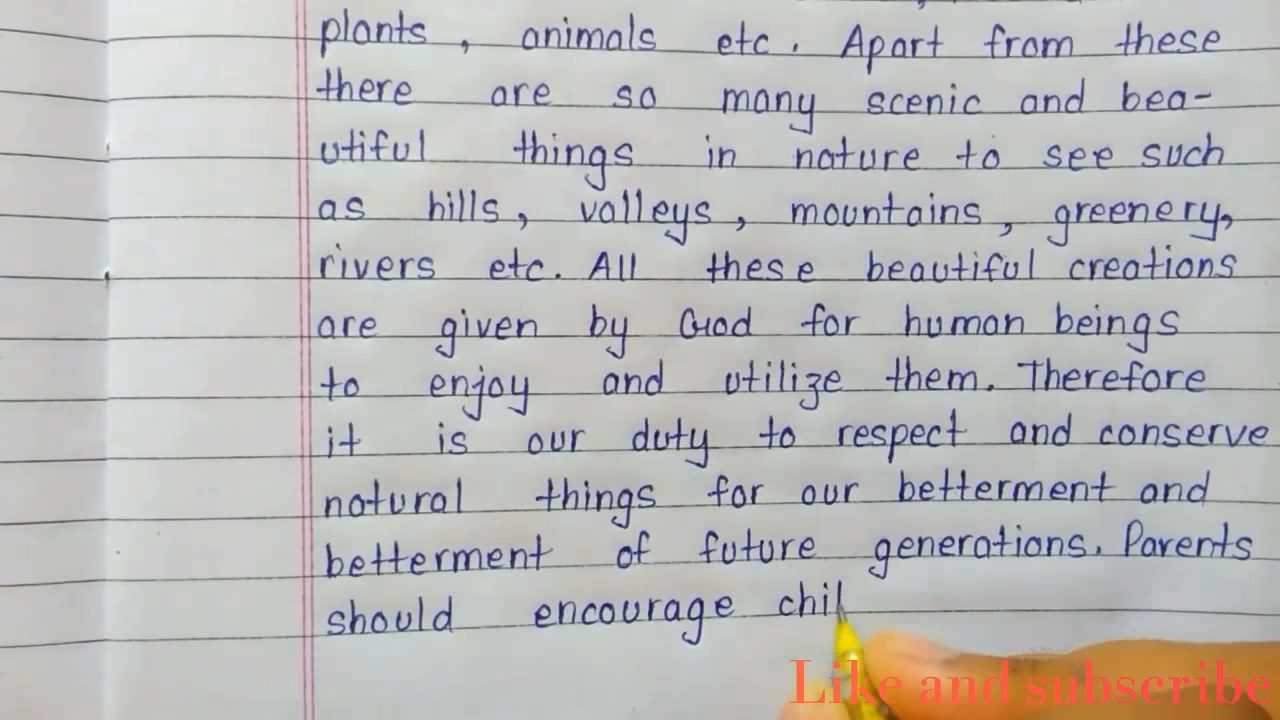 plants, animals etc. Apart from these
there are so many scenic and bea-
utiful things in nature to see such
as hills, valleys, mountains, greenery,
rivers etc. All these beautiful creations
are given by God for human beings
to enjoy and utilize them. Therefore
it is our duty to respect and conserve
natural things for our betterment and
betterment of future generations. Parents
should encourage chil
Like and subscribe